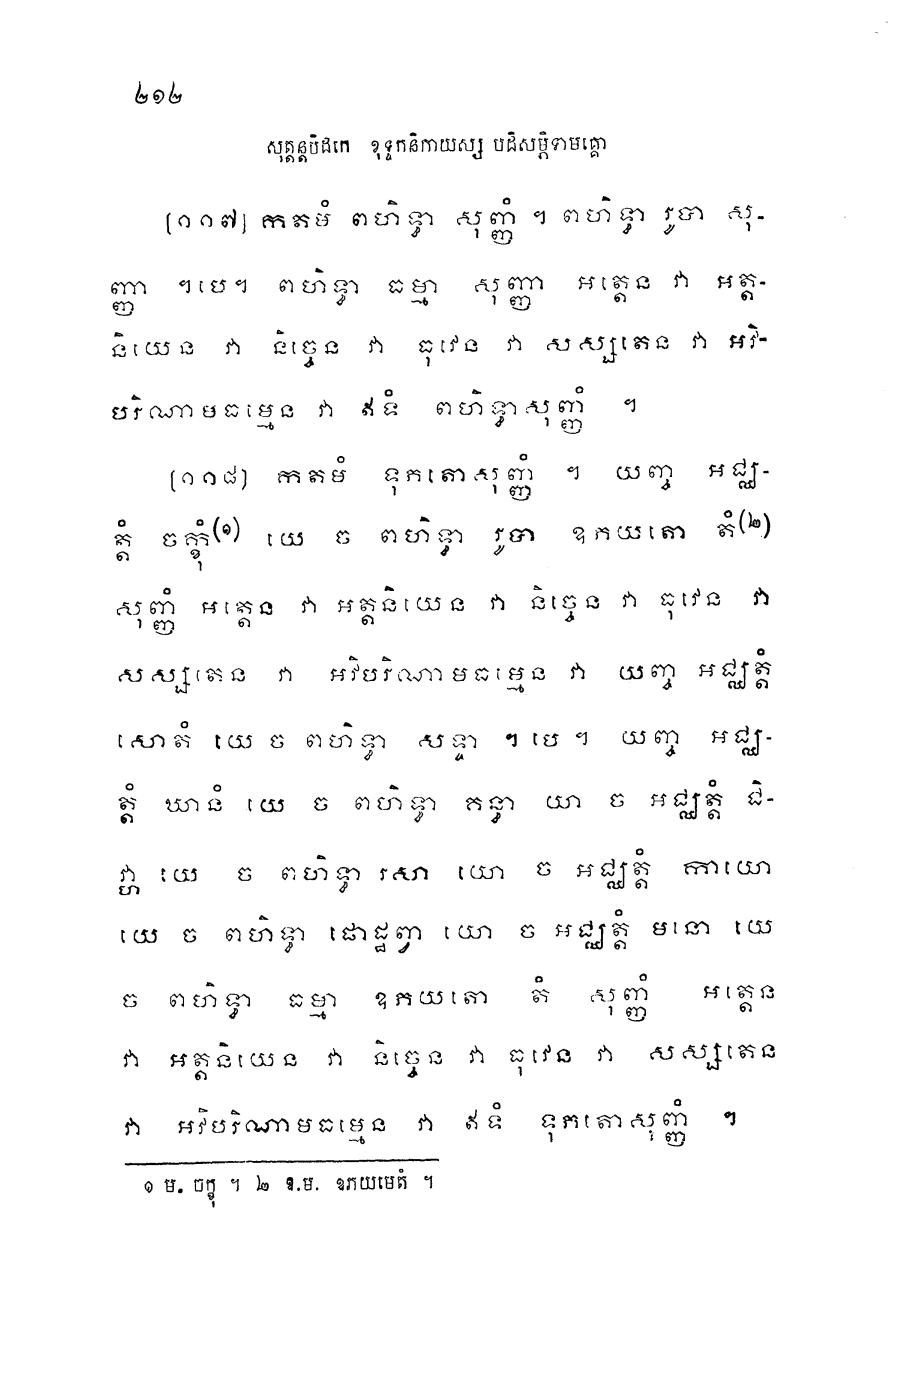 ២១២
សុត្តន្តបិដកេ ខុទ្ទកនិកាយស្ស បដិសម្ភិទាមគ្គោ
[១១៧] កតមំ ពហិទ្ធា សុញ្ញំ ។ ពហិទ្ធា រូបា សុ-
ញ្ញា ។បេ។ ពហិទ្ធា ធម្មា សុញ្ញា អត្តេន វា អត្ត-
និយេន វា និច្ចេន វា ធុវេន វា សស្សតេន វា អវិ-
បរិណាមធម្មេន វា ឥទំ ពហិទ្ធាសុញ្ញំ ។
[១១៨] កតមំ ទុភតោសុញ្ញំ ។ យញ្ច អជ្ឈ-
ត្តំ ចក្ខុំ(១) យេ ច ពហិទ្ធា រូបា ឧភយតោ តំ(២)
សុញ្ញំ អត្តេន វា អត្តនិយេន វា និច្ចេន វា ធុវេន វា
សស្សតេន វា អវិបរិណាមធម្មេន វា យញ្ច អជ្ឈត្តំ
សោតំ យេ ច ពហិទ្ធា សទ្ទា ។បេ។ យញ្ច អជ្ឈ-
ត្តំ ឃានំ យេ ច ពហិទ្ធា គន្ធា យា ច អជ្ឈត្តំ ជិ-
វ្ហា យេ ច ពហិទ្ធា រសា យោ ច អជ្ឈត្តំ កាយោ
យេ ច ពហិទ្ធា ផោដ្ឋព្វា យោ ច អជ្ឈត្តំ មនោ យេ
ច ពហិទ្ធា ធម្មា ឧភយតោ តំ សុញ្ញំ អត្តេន
វា អត្តនិយេន វា និច្ចេន វា ធុវេន វា សស្សតេន
វា អវិបរិណាមធម្មេន វា ឥទំ ទុភតោសុញ្ញំ ។
១ ម. ចក្ខុ ។ ២ ឱ.ម. ឧភយមេតំ ។